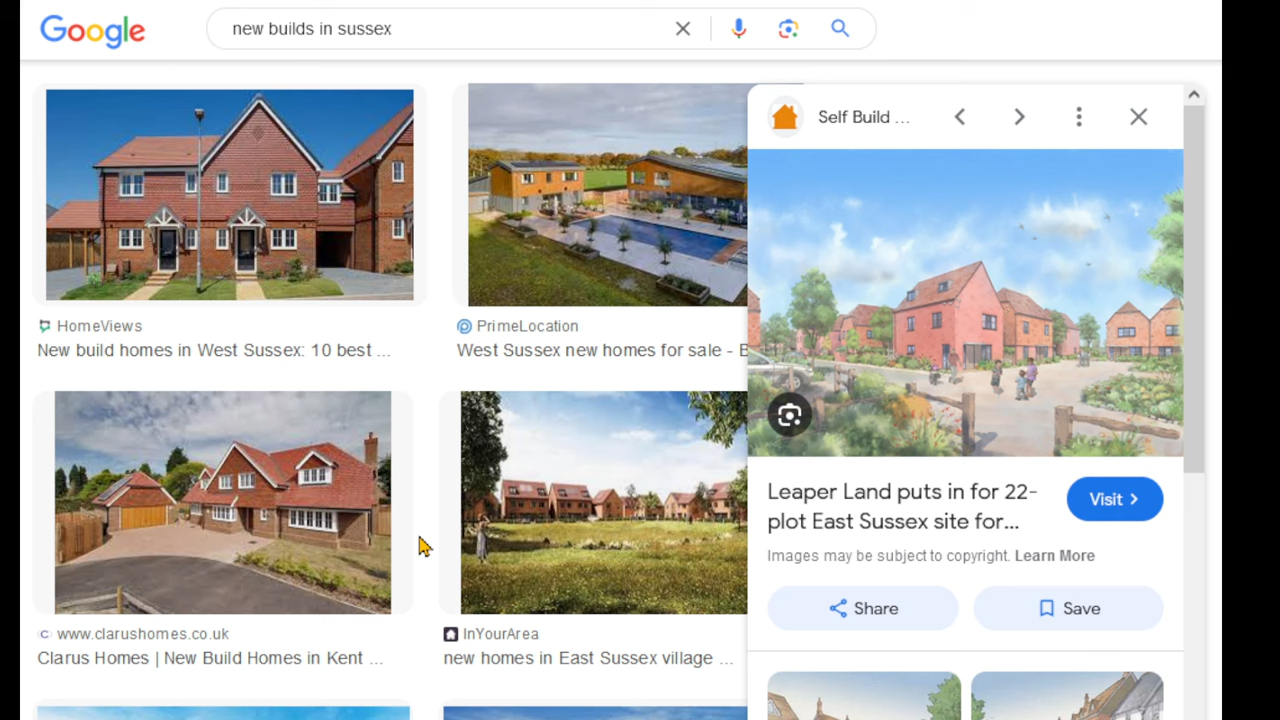 Google
new builds in sussex
HomeViews
New build homes in West Sussex: 10 best ...
PrimeLocation
West Sussex new homes for sale - B
www.clarushomes.co.uk
Clarus Homes | New Build Homes in Kent ...
InYourArea
new homes in East Sussex village ...
Self Build ...
Leaper Land puts in for 22-
plot East Sussex site for...
Visit
Images may be subject to copyright. Learn More
Share
Save